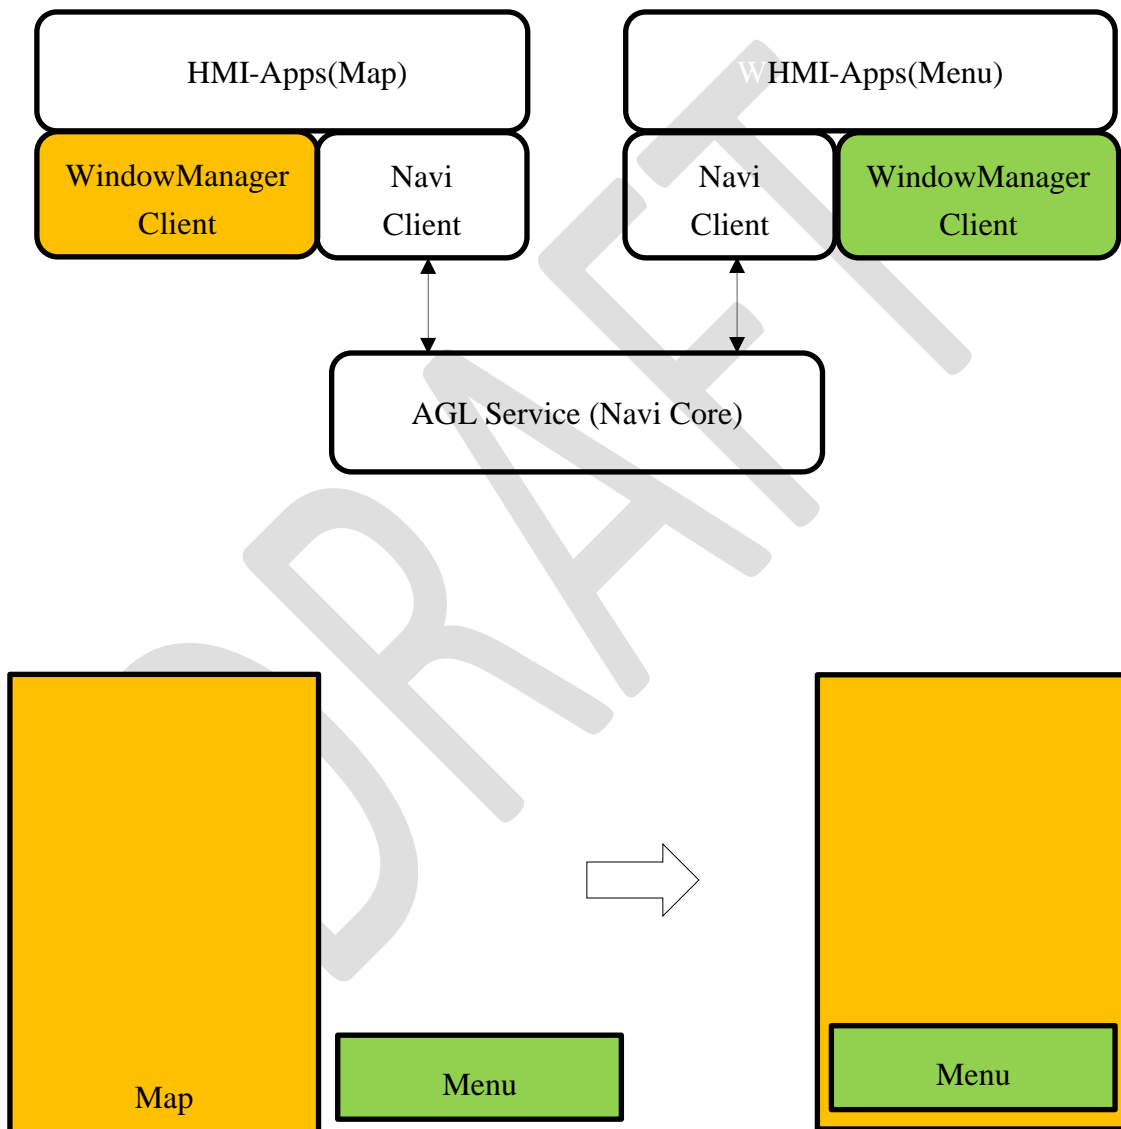 HMI-Apps(Map)
WHMI-Apps(Menu)
WindowManager
Client
Navi
Client
Navi
Client
WindowManager
Client
AGL Service (Navi Core)
DRAFT
Map
Menu
Menu